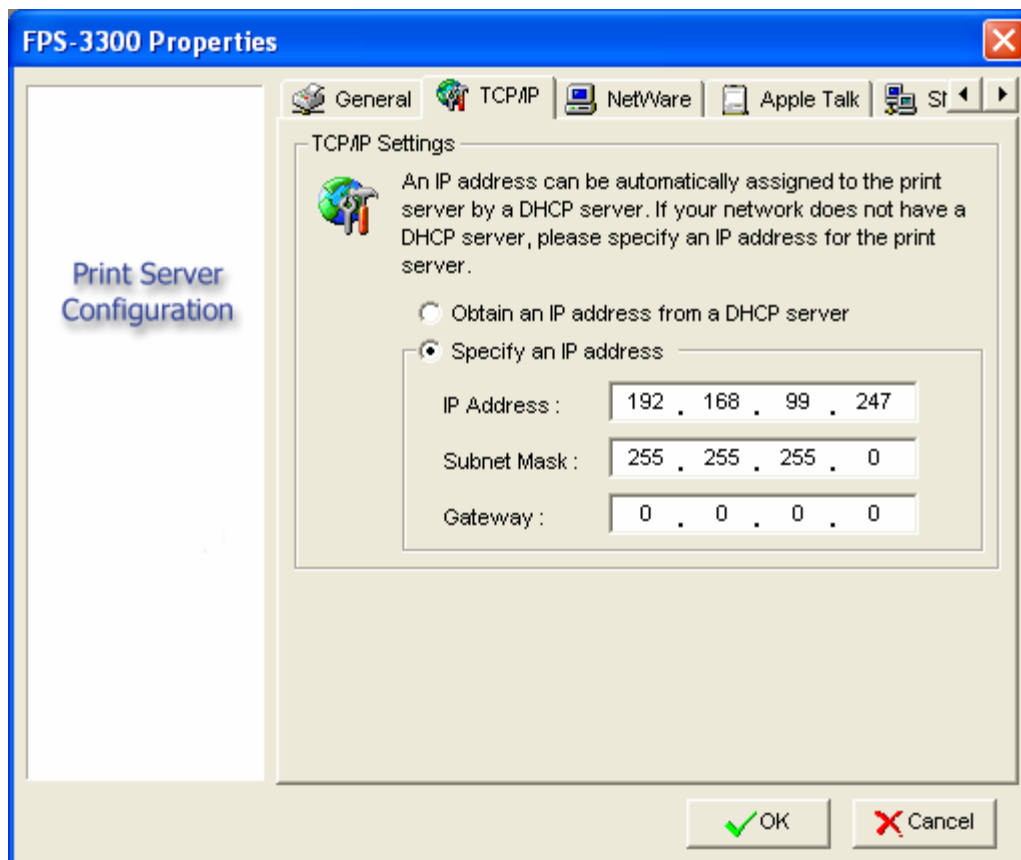 FPS-3300 Properties
General
TCP/IP
NetWare
Apple Talk
TCP/IP Settings
An IP address can be automatically assigned to the print
server by a DHCP server. If your network does not have a
DHCP server, please specify an IP address for the print
server.
Print Server
Configuration
Obtain an IP address from a DHCP server
Specify an IP address
IP Address : 192 . 168 . 99 . 247
Subnet Mask : 255 . 255 . 255 . 0
Gateway : 0 . 0 . 0 . 0
OK
Cancel